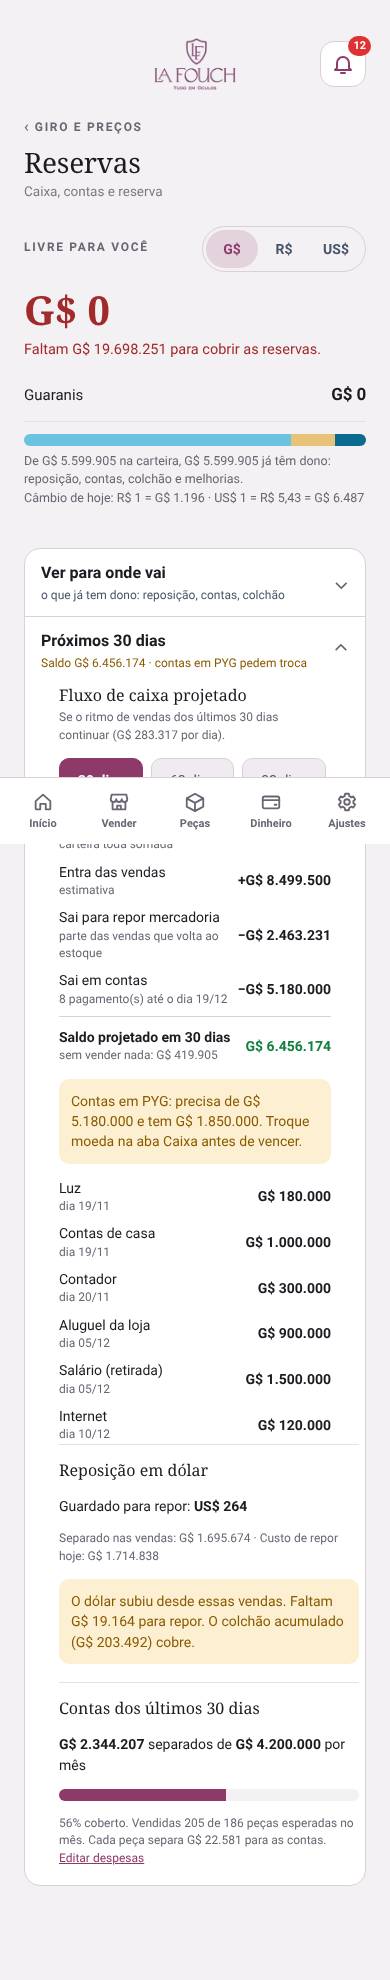 LA FOUCH
TUDO EM ÓCULOS
12
‹ GIRO E PREÇOS
Reservas
Caixa, contas e reserva
LIVRE PARA VOCÊ
G$ R$ US$
G$ 0
Faltam G$ 19.698.251 para cobrir as reservas.
Guaranis G$ 0
De G$ 5.599.905 na carteira, G$ 5.599.905 já têm dono:
reposição, contas, colchão e melhorias.
Câmbio de hoje: R$ 1 = G$ 1.196 · US$ 1 = R$ 5,43 = G$ 6.487
Ver para onde vai
o que já tem dono: reposição, contas, colchão
Próximos 30 dias
Saldo G$ 6.456.174 · contas em PYG pedem troca
Fluxo de caixa projetado
Se o ritmo de vendas dos últimos 30 dias
continuar (G$ 283.317 por dia).
Início Vender Peças Dinheiro Ajustes
carteira toda somada
Entra das vendas +G$ 8.499.500
estimativa
Sai para repor mercadoria −G$ 2.463.231
parte das vendas que volta ao
estoque
Sai em contas −G$ 5.180.000
8 pagamento(s) até o dia 19/12
Saldo projetado em 30 dias G$ 6.456.174
sem vender nada: G$ 419.905
Contas em PYG: precisa de G$
5.180.000 e tem G$ 1.850.000. Troque
moeda na aba Caixa antes de vencer.
Luz G$ 180.000
dia 19/11
Contas de casa G$ 1.000.000
dia 19/11
Contador G$ 300.000
dia 20/11
Aluguel da loja G$ 900.000
dia 05/12
Salário (retirada) G$ 1.500.000
dia 05/12
Internet G$ 120.000
dia 10/12
Reposição em dólar
Guardado para repor: US$ 264
Separado nas vendas: G$ 1.695.674 · Custo de repor
hoje: G$ 1.714.838
O dólar subiu desde essas vendas. Faltam
G$ 19.164 para repor. O colchão acumulado
(G$ 203.492) cobre.
Contas dos últimos 30 dias
G$ 2.344.207 separados de G$ 4.200.000 por
mês
56% coberto. Vendidas 205 de 186 peças esperadas no
mês. Cada peça separa G$ 22.581 para as contas.
Editar despesas